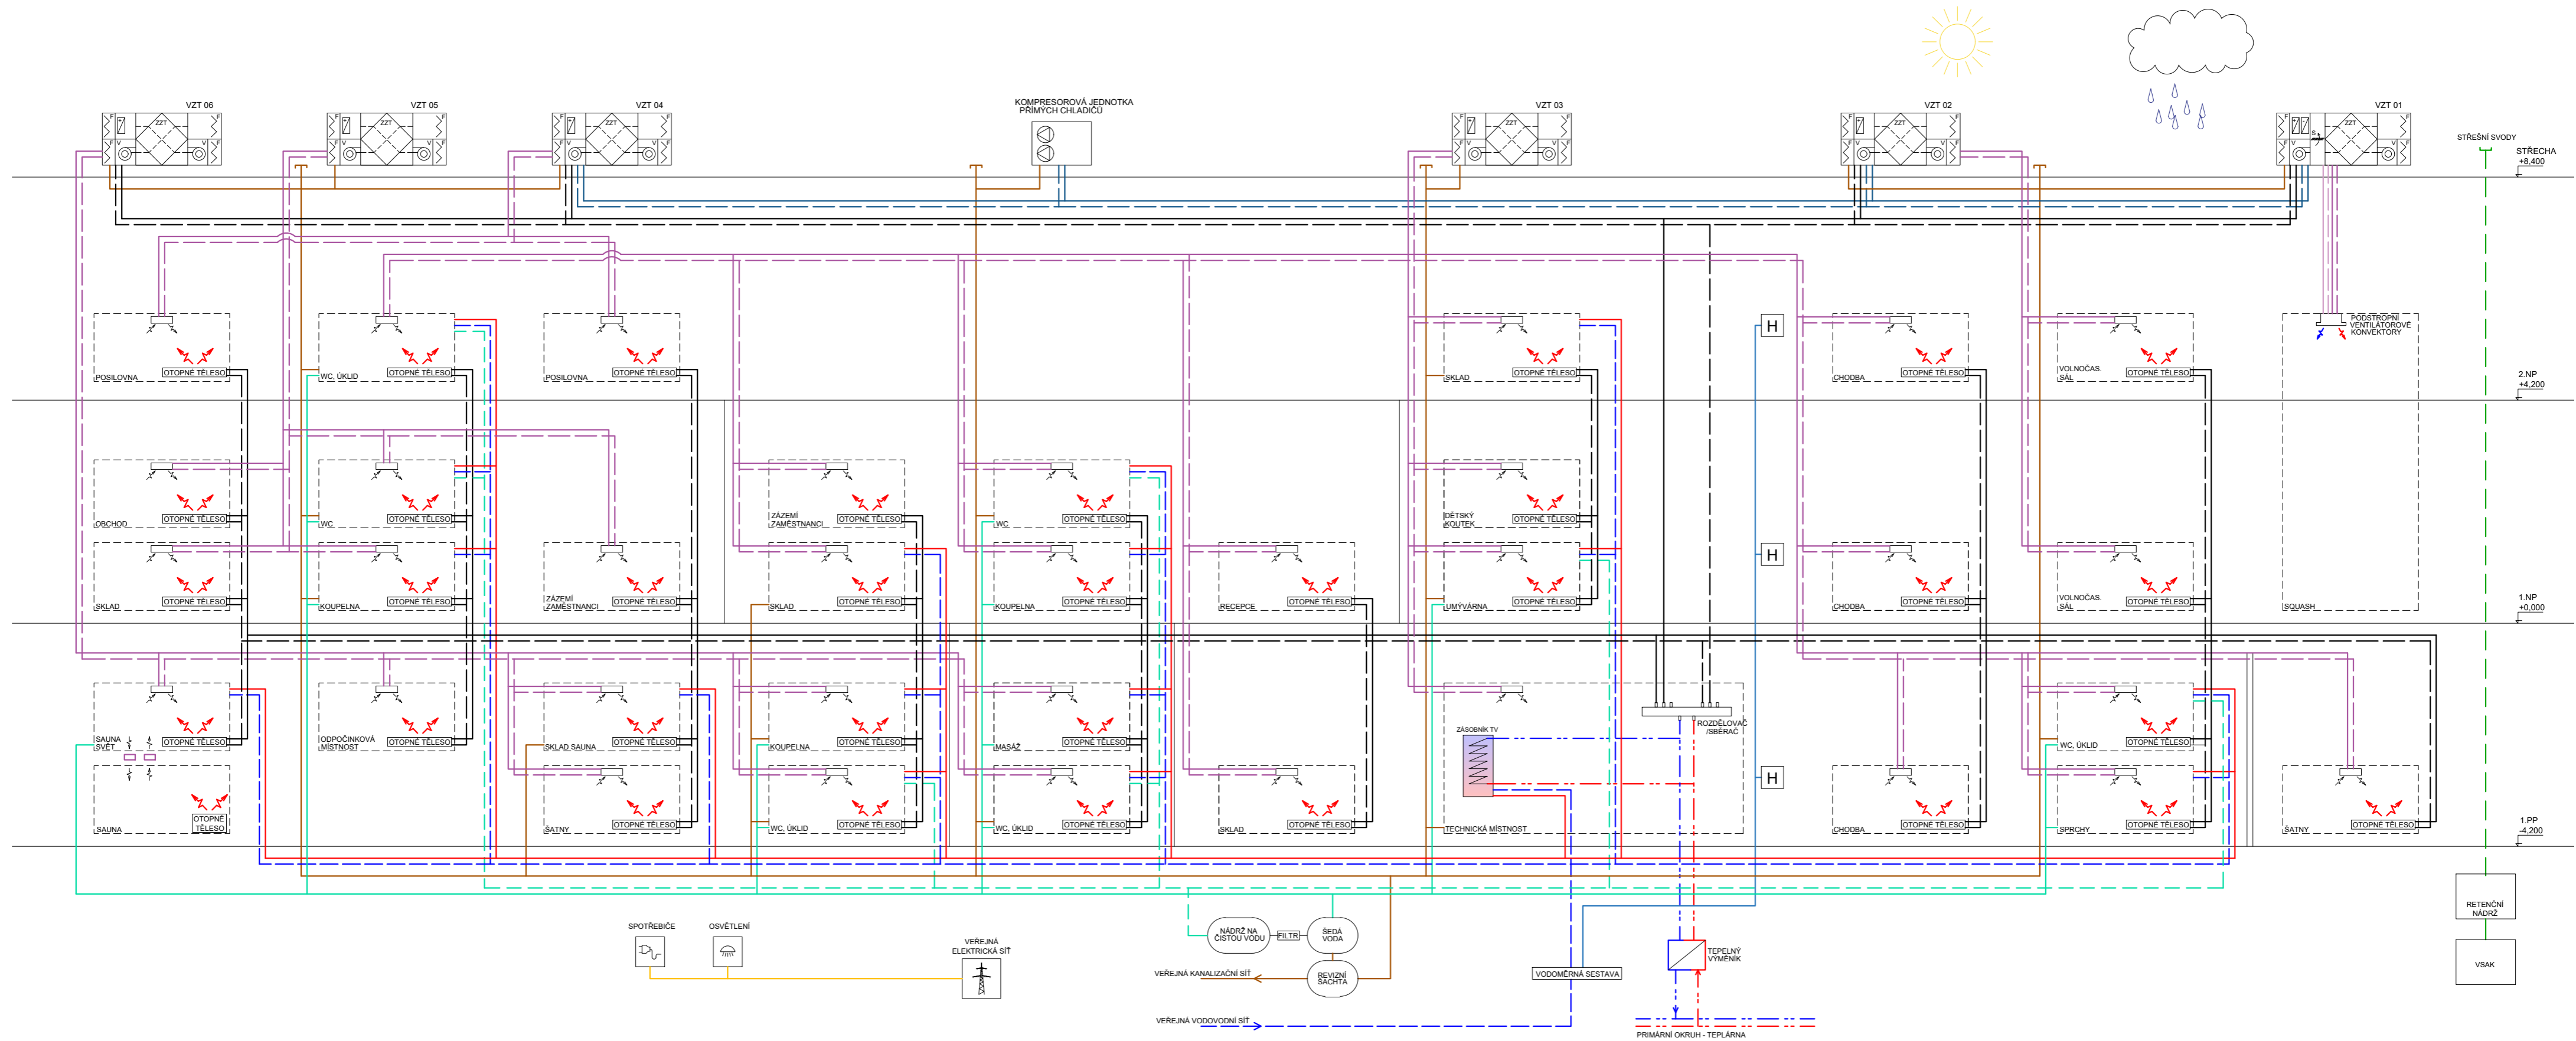 VZT 06
VZT 05
VZT 04
KOMPRESOROVÁ JEDNOTKA
PŘÍMÝCH CHLADIČŮ
VZT 03
VZT 02
VZT 01
F
ZZT
F
F
V
V
F
F
ZZT
F
F
V
V
F
F
ZZT
F
F
V
V
F
F
ZZT
F
F
V
V
F
F
ZZT
F
F
V
V
F
F
S
ZZT
F
F
V
V
F
STŘEŠNÍ SVODY
STŘECHA
+8,400
POSILOVNA
OTOPNÉ TĚLESO
WC, ÚKLID
OTOPNÉ TĚLESO
POSILOVNA
OTOPNÉ TĚLESO
SKLAD
OTOPNÉ TĚLESO
H
CHODBA
OTOPNÉ TĚLESO
VOLNOČAS.
SÁL
OTOPNÉ TĚLESO
PODSTROPNÍ
VENTILÁTOROVÉ
KONVEKTORY
2.NP
+4,200
OBCHOD
OTOPNÉ TĚLESO
WC
OTOPNÉ TĚLESO
ZÁZEMÍ
ZAMĚSTNANCI
OTOPNÉ TĚLESO
WC
OTOPNÉ TĚLESO
DĚTSKÝ
KOUTEK
OTOPNÉ TĚLESO
H
SKLAD
OTOPNÉ TĚLESO
KOUPELNA
OTOPNÉ TĚLESO
ZÁZEMÍ
ZAMĚSTNANCI
OTOPNÉ TĚLESO
SKLAD
OTOPNÉ TĚLESO
KOUPELNA
OTOPNÉ TĚLESO
RECEPCE
OTOPNÉ TĚLESO
UMÝVÁRNA
OTOPNÉ TĚLESO
CHODBA
OTOPNÉ TĚLESO
VOLNOČAS.
SÁL
OTOPNÉ TĚLESO
SQUASH
1.NP
+0,000
SAUNA
SVĚT
OTOPNÉ TĚLESO
ODPOČINKOVÁ
MÍSTNOST
OTOPNÉ TĚLESO
SKLAD SAUNA
OTOPNÉ TĚLESO
KOUPELNA
OTOPNÉ TĚLESO
MASÁŽ
OTOPNÉ TĚLESO
ZÁSOBNÍK TV
ROZDĚLOVAČ
/SBĚRAČ
WC, ÚKLID
OTOPNÉ TĚLESO
H
SAUNA
OTOPNÉ
TĚLESO
ŠATNY
OTOPNÉ TĚLESO
WC, ÚKLID
OTOPNÉ TĚLESO
WC, ÚKLID
OTOPNÉ TĚLESO
SKLAD
OTOPNÉ TĚLESO
TECHNICKÁ MÍSTNOST
CHODBA
OTOPNÉ TĚLESO
SPRCHY
OTOPNÉ TĚLESO
ŠATNY
OTOPNÉ TĚLESO
1.PP
-4,200
SPOTŘEBIČE
OSVĚTLENÍ
VEŘEJNÁ
ELEKTRICKÁ SÍŤ
NÁDRŽ NA
ČISTOU VODU
FILTR
ŠEDÁ
VODA
VEŘEJNÁ KANALIZAČNÍ SÍŤ
REVIZNÍ
ŠACHTA
VODOMĚRNÁ SESTAVA
TEPELNÝ
VÝMĚNÍK
VEŘEJNÁ VODOVODNÍ SÍŤ
PRIMÁRNÍ OKRUH - TEPLÁRNA
RETENČNÍ
NÁDRŽ
VSAK